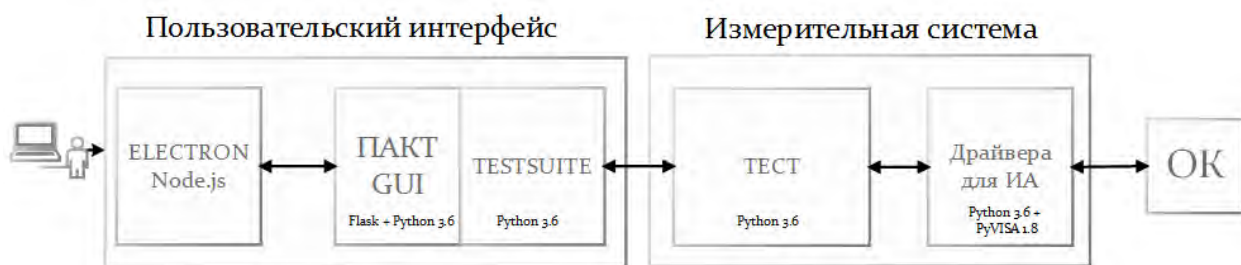 Пользовательский интерфейс
Измерительная система
ELECTRON
Node.js
ПАКТ
GUI
Flask + Python 3.6
TESTSUITE
Python 3.6
ТЕСТ
Python 3.6
Драйвера
для ИА
Python 3.6 +
PyVISA 1.8
ОК